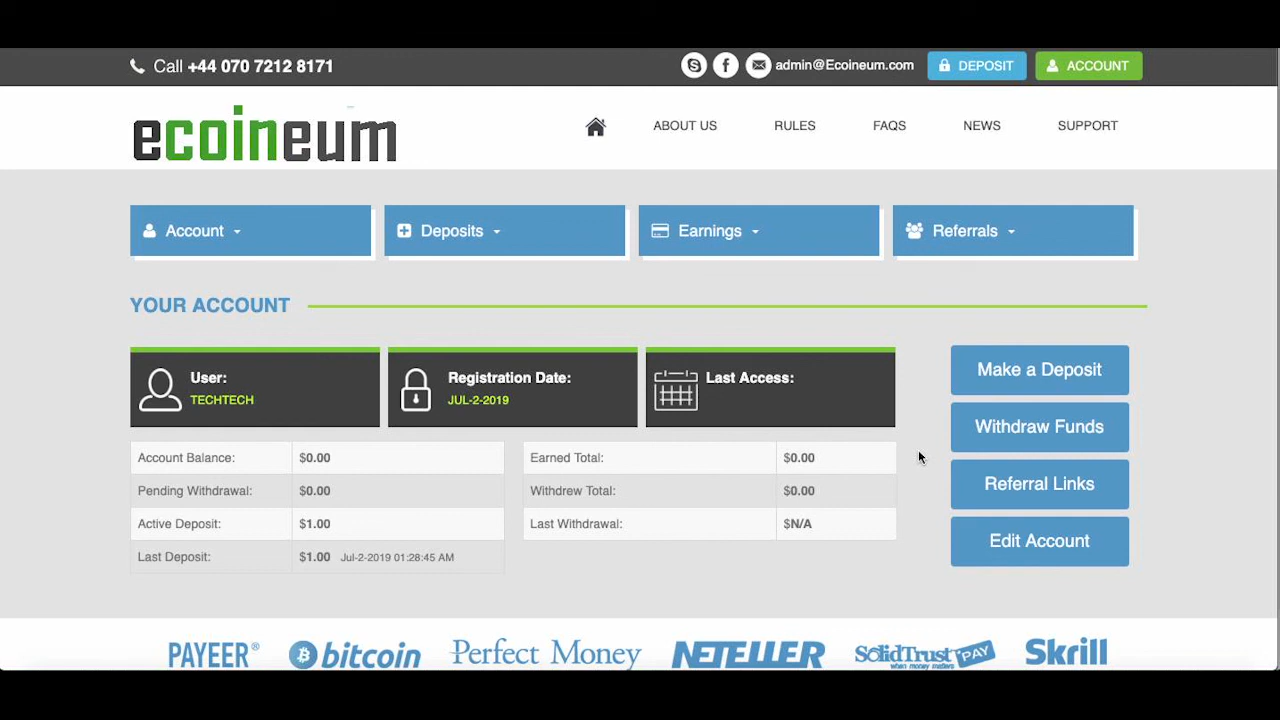 Call +44 070 7212 8171
admin@Ecoineum.com
DEPOSIT
ACCOUNT
ecoineum
ABOUT US
RULES
FAQS
NEWS
SUPPORT
Account
Deposits
Earnings
Referrals
YOUR ACCOUNT
User:
TECHTECH
Registration Date:
JUL-2-2019
Last Access:
Make a Deposit
Withdraw Funds
Referral Links
Edit Account
Account Balance: $0.00
Pending Withdrawal: $0.00
Active Deposit: $1.00
Last Deposit: $1.00 Jul-2-2019 01:28:45 AM
Earned Total: $0.00
Withdrew Total: $0.00
Last Withdrawal: $N/A
PAYEER®
bitcoin
Perfect Money
NETELLER
SolidTrust PAY
when money matters
Skrill